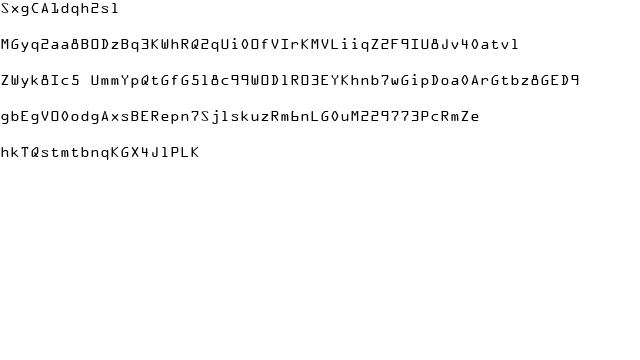 SxgCA1dqh2sl
MGyq2aa8BODzBq3KWhRQ2qUi0OfVIrKMVLiiqZ2F9IU8Jv40atvl
ZWyk8Ic5 UmmYpQtGfG518c99WOD1RO3EYKhnb7wGipDoa0ArGtbz8GED9
gbEgVO0odgAxsBERepn7SjlskuzRm6nLG0uM229773PcRmZe
hkTQstmtbnqKGX4J1PLK